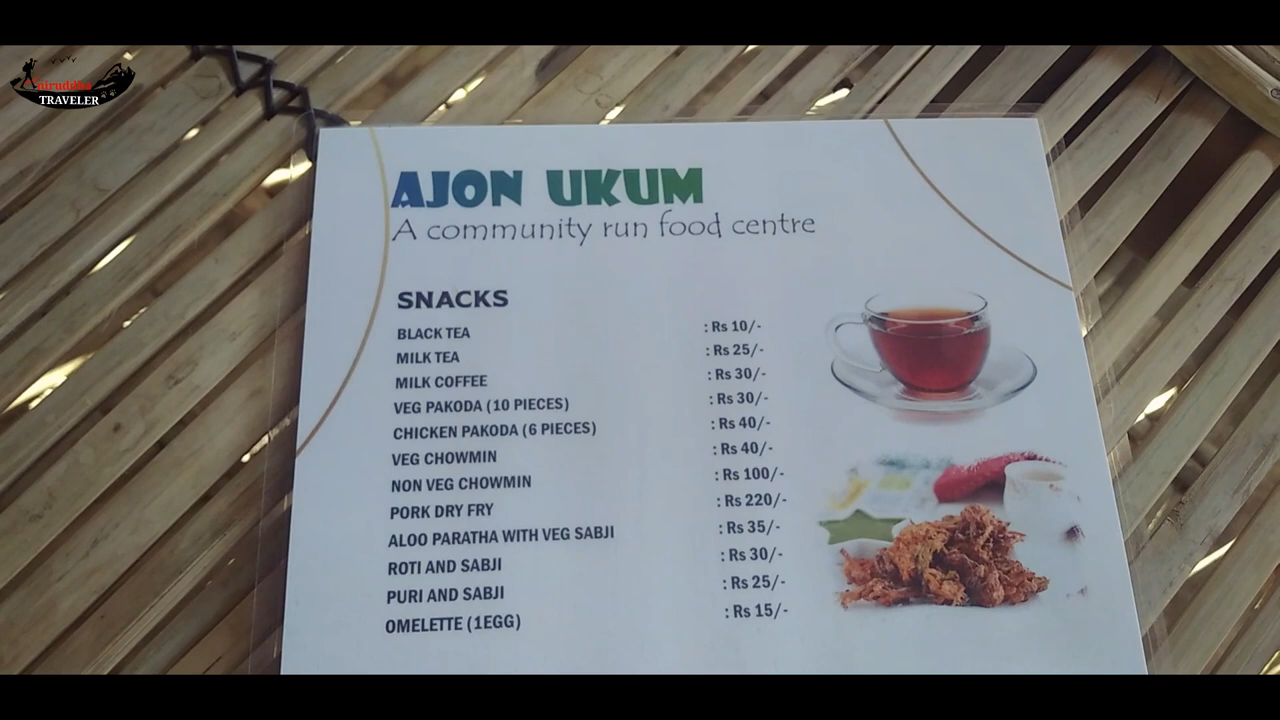 Aniruddha
TRAVELER
AJON UKUM
A community run food centre
SNACKS
BLACK TEA : Rs 10/-
MILK TEA : Rs 25/-
MILK COFFEE : Rs 30/-
VEG PAKODA (10 PIECES) : Rs 30/-
CHICKEN PAKODA (6 PIECES) : Rs 40/-
VEG CHOWMIN : Rs 40/-
NON VEG CHOWMIN : Rs 100/-
PORK DRY FRY : Rs 220/-
ALOO PARATHA WITH VEG SABJI : Rs 35/-
ROTI AND SABJI : Rs 30/-
PURI AND SABJI : Rs 25/-
OMELETTE (1EGG) : Rs 15/-